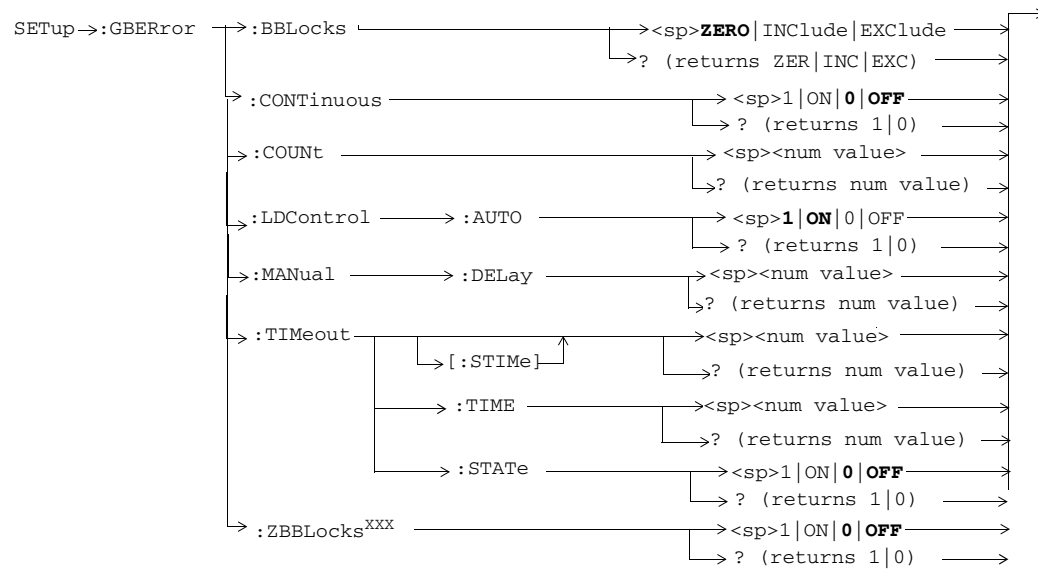 SETup :GBERror :BBLocks <sp>ZERO|INClude|EXClude
? (returns ZER|INC|EXC)
:CONTinuous <sp>1|ON|0|OFF
? (returns 1|0)
:COUNt <sp><num value>
? (returns num value)
:LDControl :AUTO <sp>1|ON|0|OFF
? (returns 1|0)
:MANual :DELay <sp><num value>
? (returns num value)
:TIMeout <sp><num value>
[:STIMe] ? (returns num value)
:TIME <sp><num value>
? (returns num value)
:STATe <sp>1|ON|0|OFF
? (returns 1|0)
:ZBBLocksXXX <sp>1|ON|0|OFF
? (returns 1|0)